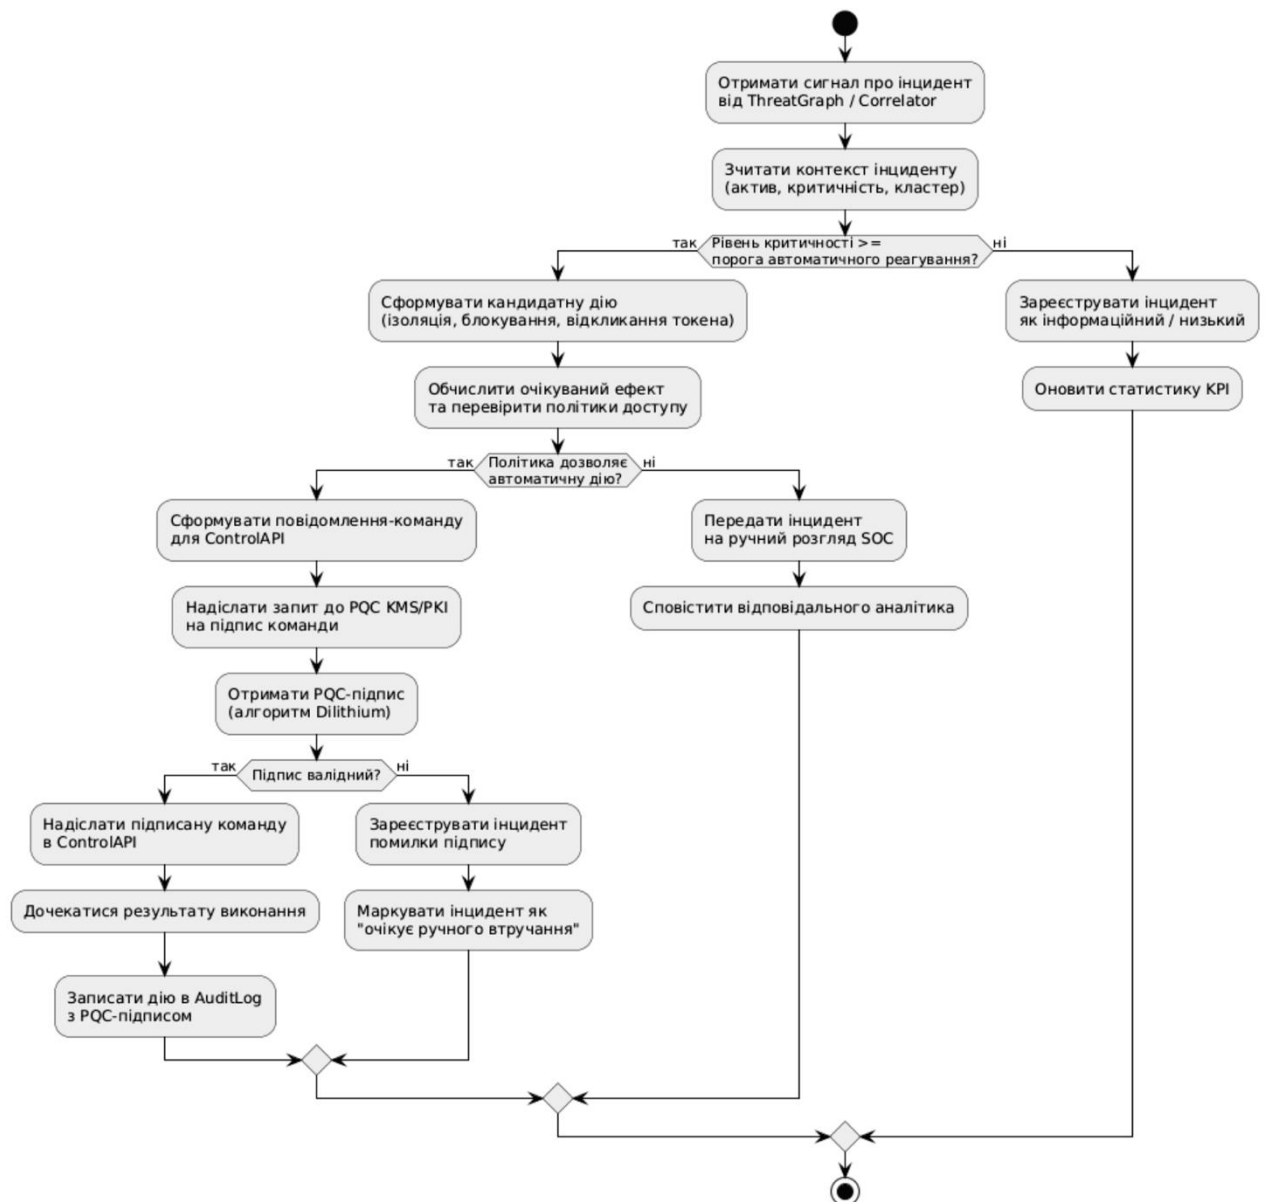 Отримати сигнал про інцидент
від ThreatGraph / Correlator
Зчитати контекст інциденту
(актив, критичність, кластер)
так
Рівень критичності >=
порога автоматичного реагування?
ні
Сформувати кандидатну дію
(ізоляція, блокування, відкликання токена)
Зареєструвати інцидент
як інформаційний / низький
Обчислити очікуваний ефект
та перевірити політики доступу
Оновити статистику KPI
так
Політика дозволяє
автоматичну дію?
ні
Сформувати повідомлення-команду
для ControlAPI
Передати інцидент
на ручний розгляд SOC
Надіслати запит до PQC KMS/PKI
на підпис команди
Сповістити відповідального аналітика
Отримати PQC-підпис
(алгоритм Dilithium)
так
Підпис валідний?
ні
Надіслати підписану команду
в ControlAPI
Зареєструвати інцидент
помилки підпису
Дочекатися результату виконання
Маркувати інцидент як
"очікує ручного втручання"
Записати дію в AuditLog
з PQC-підписом